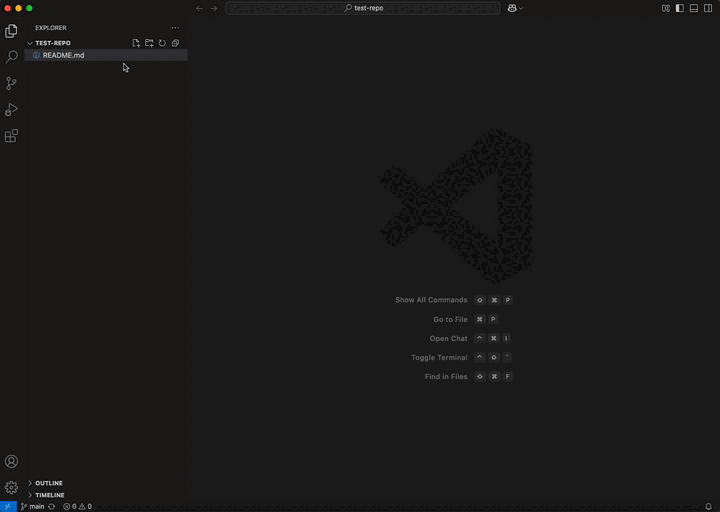 test-repo
EXPLORER
TEST-REPO
README.md
Show All Commands ⇧ ⌘ P
Go to File ⌘ P
Open Chat ^ ⌘ I
Toggle Terminal ^ ⇧ `
Find in Files ⇧ ⌘ F
OUTLINE
TIMELINE
main 0 0